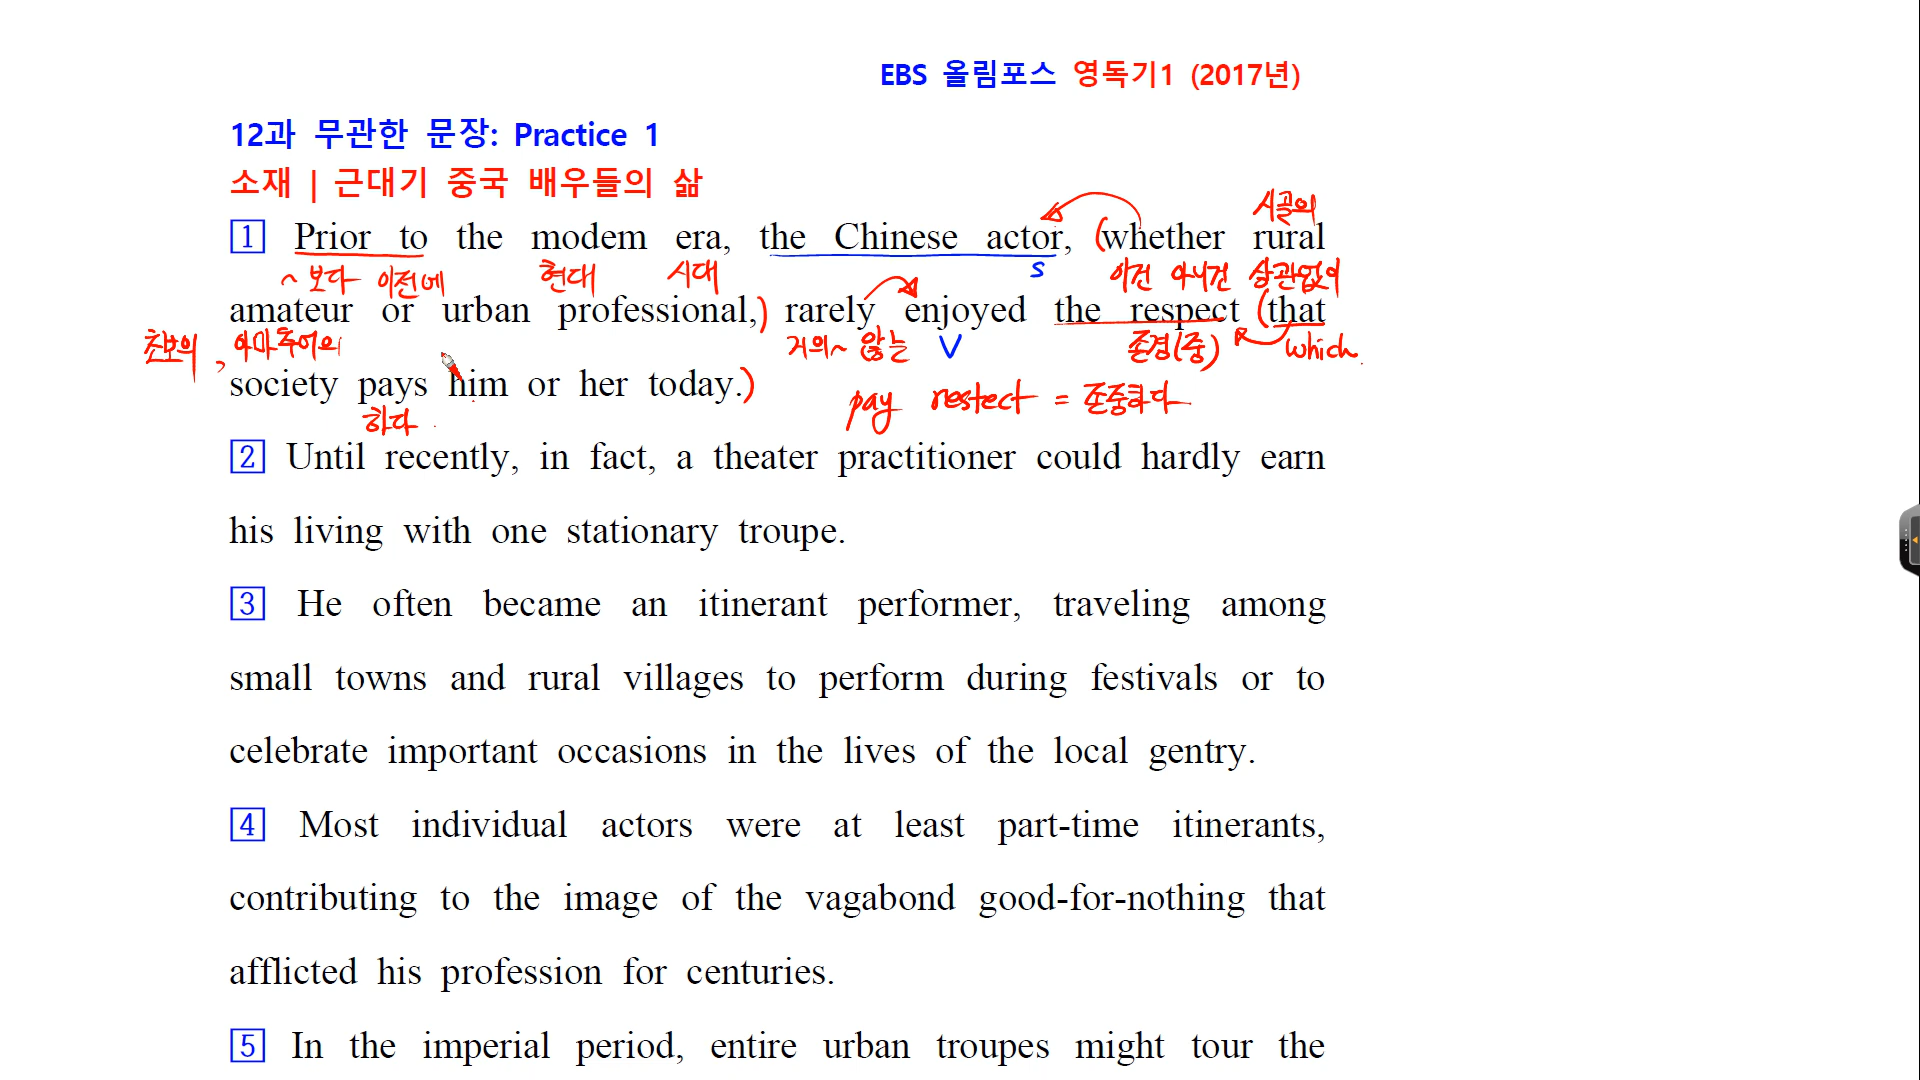 EBS 올림포스 영독기1 (2017년)
12과 무관한 문장: Practice 1
소재 | 근대기 중국 배우들의 삶
시골의
1 Prior to the modem era, the Chinese actor, (whether rural
~ 보다 이전에 현대 시대 S 이건 아니건 상관없이
amateur or urban professional,) rarely enjoyed the respect (that
초보의, 아마추어의 거의~ 않는 V 존경(중) which
society pays him or her today.)
하다 pay respect = 존중하다
2 Until recently, in fact, a theater practitioner could hardly earn
his living with one stationary troupe.
3 He often became an itinerant performer, traveling among
small towns and rural villages to perform during festivals or to
celebrate important occasions in the lives of the local gentry.
4 Most individual actors were at least part-time itinerants,
contributing to the image of the vagabond good-for-nothing that
afflicted his profession for centuries.
5 In the imperial period, entire urban troupes might tour the